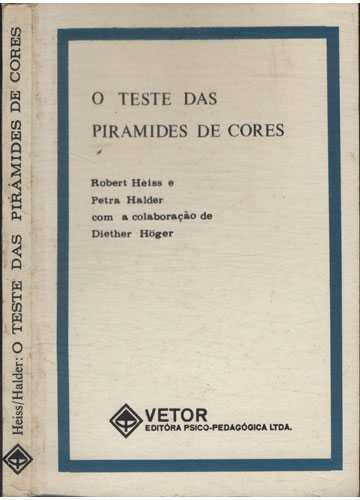 Heiss/Halder: O TESTE DAS PIRÂMIDES DE CORES
O TESTE DAS
PIRAMIDES DE CORES
Robert Heiss e
Petra Halder
com a colaboração de
Diether Höger
VETOR
EDITÔRA PSICO-PEDAGÓGICA LTDA.